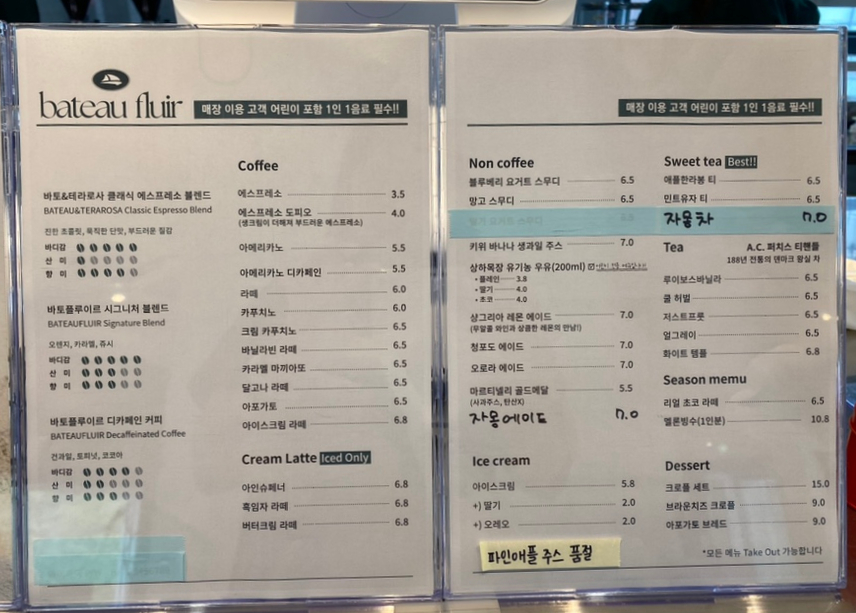 bateau fluir
매장 이용 고객 어린이 포함 1인 1음료 필수!!
바토&테라로사 클래식 에스프레소 블렌드
BATEAU&TERAROSA Classic Espresso Blend
진한 초콜릿, 묵직한 단맛, 부드러운 질감
바디감
산 미
향 미
바토플루이르 시그니처 블렌드
BATEAUFLUIR Signature Blend
오렌지, 카라멜, 쥬시
바디감
산 미
향 미
바토플루이르 디카페인 커피
BATEAUFLUIR Decaffeinated Coffee
건과일, 토피넛, 코코아
바디감
산 미
향 미
Coffee
에스프레소 3.5
에스프레소 도피오 4.0
(생크림이 더해져 부드러운 에스프레소)
아메리카노 5.5
아메리카노 디카페인 5.5
라떼 6.0
카푸치노 6.0
크림 카푸치노 6.5
바닐라빈 라떼 6.5
카라멜 마끼아또 6.5
달고나 라떼 6.5
아포가토 6.5
아이스크림 라떼 6.8
Cream Latte Iced Only
아인슈페너 6.8
흑임자 라떼 6.8
버터크림 라떼 6.8
매장 이용 고객 어린이 포함 1인 1음료 필수!!
Non coffee
블루베리 요거트 스무디 6.5
망고 스무디 6.5
딸기 요거트 스무디 6.5
키위 바나나 생과일 주스 7.0
상하목장 유기농 우유(200ml)
• 플레인 3.8
• 딸기 4.0
• 초코 4.0
상그리아 레몬 에이드 7.0
(무알콜 와인과 상큼한 레몬의 만남!)
청포도 에이드 7.0
오로라 에이드 7.0
마르티넬리 골드메달 5.5
(사과주스, 탄산X)
자몽에이드 7.0
Ice cream
아이스크림 5.8
+) 딸기 2.0
+) 오레오 2.0
파인애플 주스 품절
Sweet tea Best!!
애플한라봉 티 6.5
민트유자 티 6.5
자몽차 7.0
Tea A.C. 퍼치스 티핸들
188년 전통의 덴마크 왕실 차
루이보스바닐라 6.5
쿨 허벌 6.5
저스트프룻 6.5
얼그레이 6.5
화이트 템플 6.8
Season memu
리얼 초코 라떼 6.5
멜론빙수(1인분) 10.8
Dessert
크로플 세트 15.0
브라운치즈 크로플 9.0
아포가토 브레드 9.0
*모든 메뉴 Take Out 가능합니다